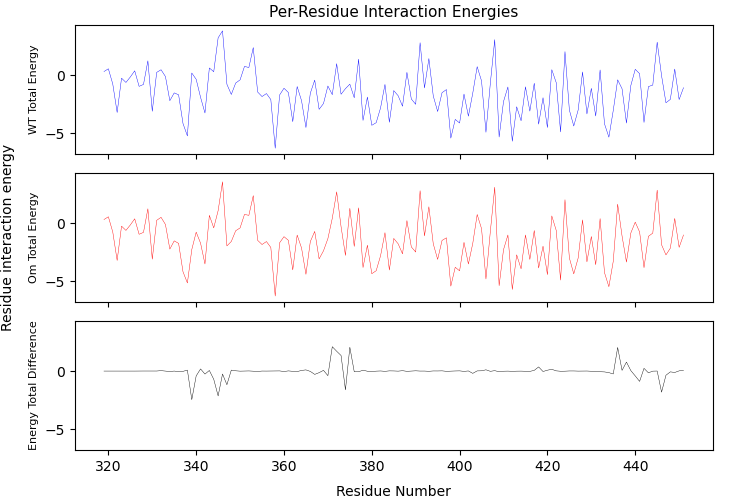 Per-Residue Interaction Energies
Residue interaction energy
WT Total Energy
0
−5
Om Total Energy
0
−5
Energy Total Difference
0
−5
320 340 360 380 400 420 440
Residue Number